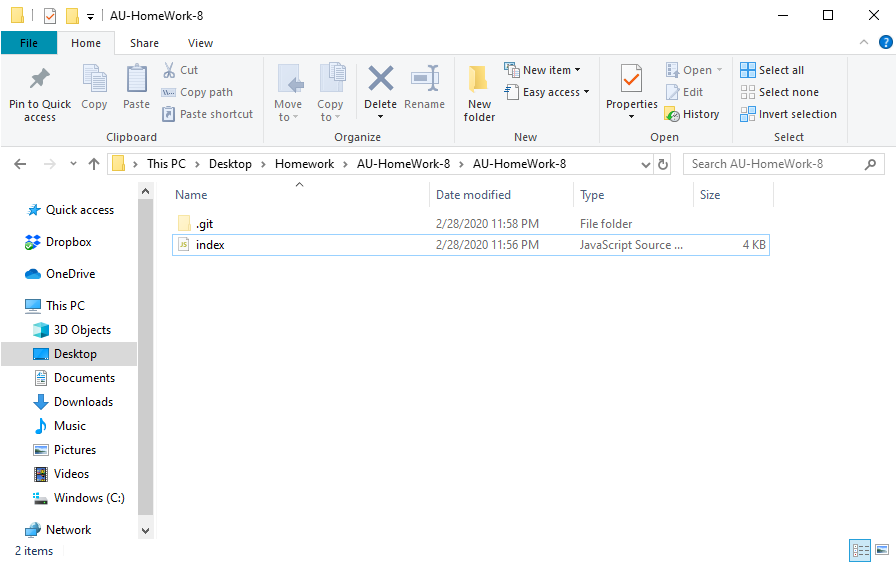 AU-HomeWork-8
File Home Share View
Pin to Quick access
Copy
Paste
Cut
Copy path
Paste shortcut
Move to
Copy to
Delete
Rename
New folder
New item
Easy access
Properties
Open
Edit
History
Select all
Select none
Invert selection
Clipboard Organize New Open Select
This PC > Desktop > Homework > AU-HomeWork-8 > AU-HomeWork-8
Search AU-HomeWork-8
Name Date modified Type Size
.git 2/28/2020 11:58 PM File folder
JS index 2/28/2020 11:56 PM JavaScript Source ... 4 KB
Quick access
Dropbox
OneDrive
This PC
3D Objects
Desktop
Documents
Downloads
Music
Pictures
Videos
Windows (C:)
Network
2 items